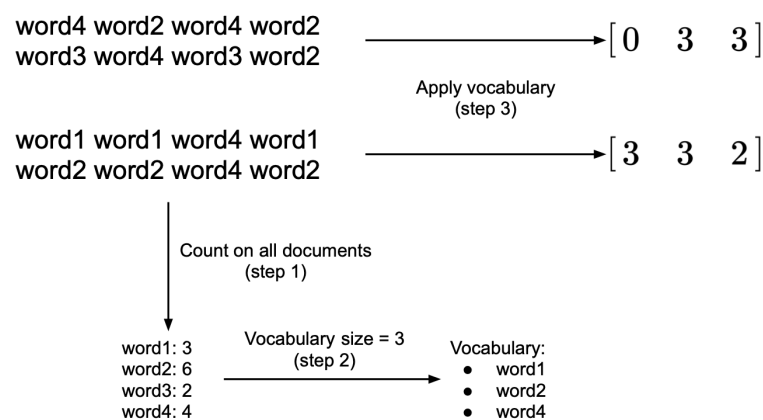 word4 word2 word4 word2
word3 word4 word3 word2
[0 3 3]
Apply vocabulary
(step 3)
word1 word1 word4 word1
word2 word2 word4 word2
[3 3 2]
Count on all documents
(step 1)
word1: 3
word2: 6
word3: 2
word4: 4
Vocabulary size = 3
(step 2)
Vocabulary:
● word1
● word2
● word4